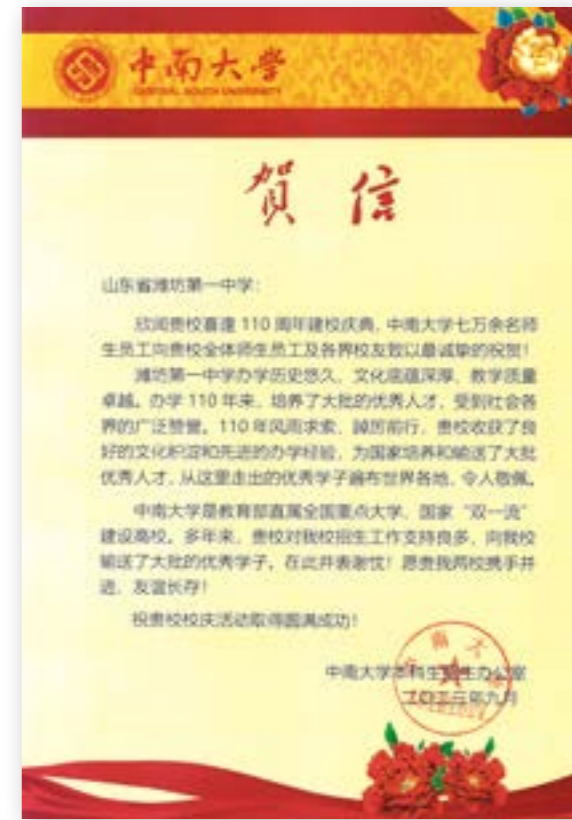 中南大学
CENTRAL SOUTH UNIVERSITY
贺信
山东省潍坊第一中学：
欣闻贵校喜逢 110 周年建校庆典，中南大学七万余名师
生员工向贵校全体师生员工及各界校友致以最诚挚的祝贺！
潍坊第一中学办学历史悠久、文化底蕴深厚、教学质量
卓越。办学 110 年来，培养了大批的优秀人才，受到社会各
界的广泛赞誉。110 年风雨求索、踔厉前行，贵校收获了良
好的文化积淀和先进的办学经验，为国家培养和输送了大批
优秀人才，从这里走出的优秀学子遍布世界各地，令人敬佩。
中南大学是教育部直属全国重点大学、国家“双一流”
建设高校。多年来，贵校对我校招生工作支持良多，向我校
输送了大批的优秀学子。在此并表谢忱！愿贵我两校携手并
进、友谊长存！
祝贵校校庆活动取得圆满成功！
中南大学本科生招生办公室
二〇二三年九月